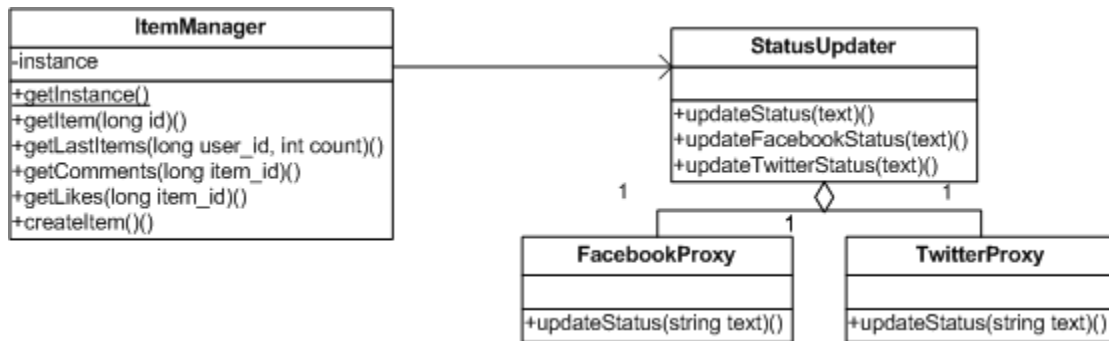 ItemManager
-instance
+getInstance()
+getItem(long id)()
+getLastItems(long user_id, int count)()
+getComments(long item_id)()
+getLikes(long item_id)()
+createItem()()
StatusUpdater
+updateStatus(text)()
+updateFacebookStatus(text)()
+updateTwitterStatus(text)()
1
1
1
FacebookProxy
+updateStatus(string text)()
TwitterProxy
+updateStatus(string text)()